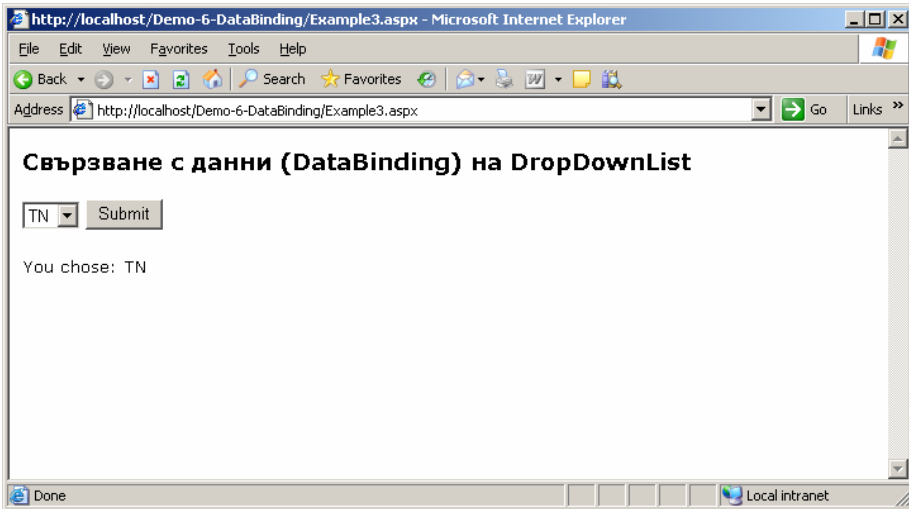 http://localhost/Demo-6-DataBinding/Example3.aspx - Microsoft Internet Explorer
File Edit View Favorites Tools Help
Back Search Favorites W
Address http://localhost/Demo-6-DataBinding/Example3.aspx Go Links »
Свързване с данни (DataBinding) на DropDownList
TN Submit
You chose: TN
Done Local intranet